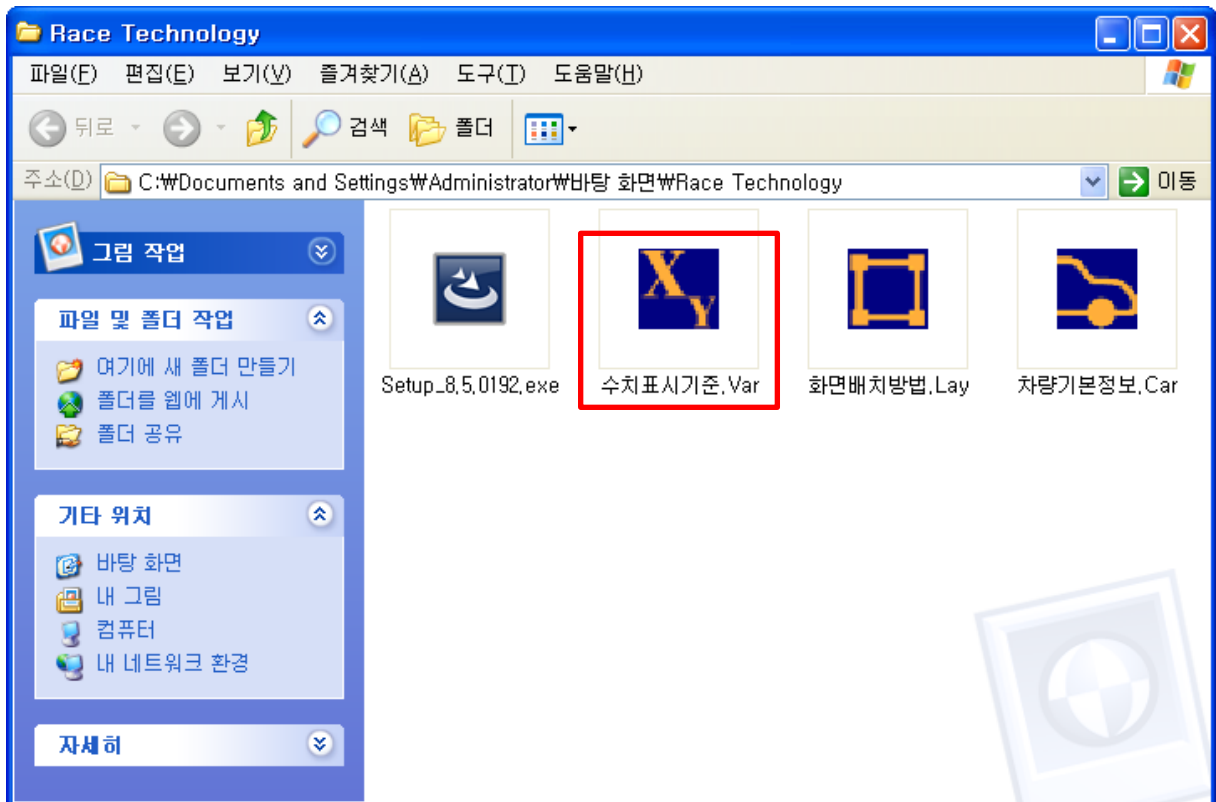 Race Technology
파일(F) 편집(E) 보기(V) 즐겨찾기(A) 도구(T) 도움말(H)
뒤로 검색 폴더
주소(D) C:₩Documents and Settings₩Administrator₩바탕 화면₩Race Technology 이동
그림 작업
파일 및 폴더 작업
여기에 새 폴더 만들기
폴더를 웹에 게시
폴더 공유
기타 위치
바탕 화면
내 그림
컴퓨터
내 네트워크 환경
자세히
X
Y
Setup_8,5,0192,exe 수치표시기준,Var 화면배치방법,Lay 차량기본정보,Car